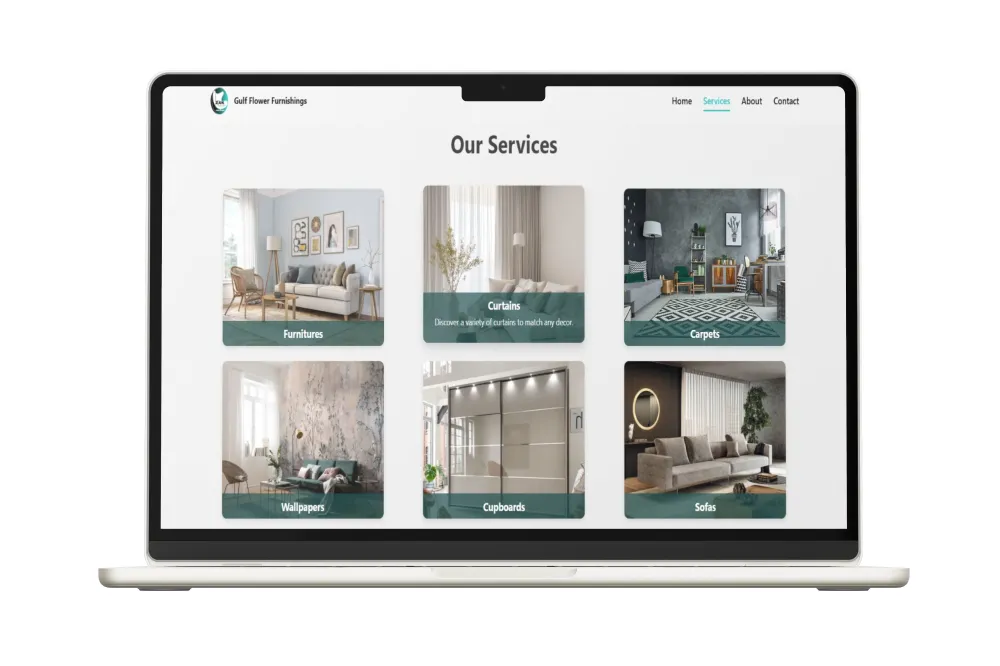 Gulf Flower Furnishings
Home Services About Contact
Our Services
Furnitures
Curtains
Discover a variety of curtains to match any decor.
Carpets
Wallpapers
Cupboards
Sofas